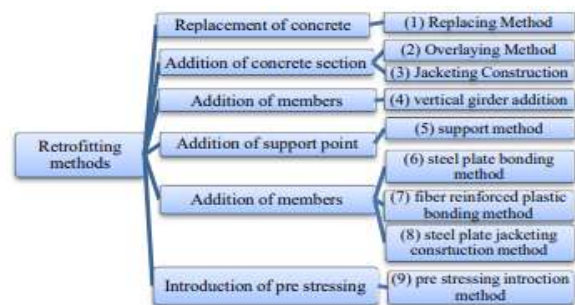 Retrofitting
methods
Replacement of concrete
(1) Replacing Method
Addition of concrete section
(2) Overlaying Method
(3) Jacketing Construction
Addition of members
(4) vertical girder addition
Addition of support point
(5) support method
Addition of members
(6) steel plate bonding
method
(7) fiber reinforced plastic
bonding method
(8) steel plate jacketing
consrtuction method
Introduction of pre stressing
(9) pre stressing introction
method